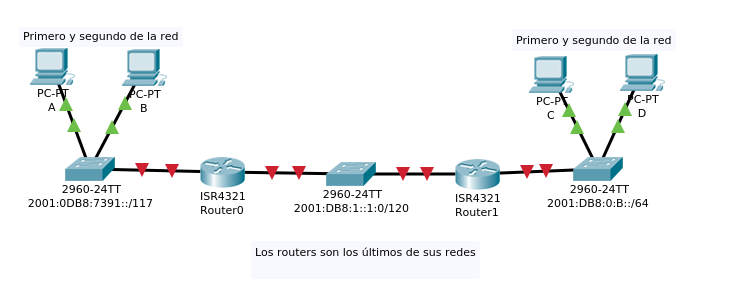 Primero y segundo de la red
Primero y segundo de la red
PC-PT
A
PC-PT
B
PC-PT
C
PC-PT
D
2960-24TT
2001:0DB8:7391::/117
ISR4321
Router0
2960-24TT
2001:DB8:1::1:0/120
ISR4321
Router1
2960-24TT
2001:DB8:0:B::/64
Los routers son los últimos de sus redes